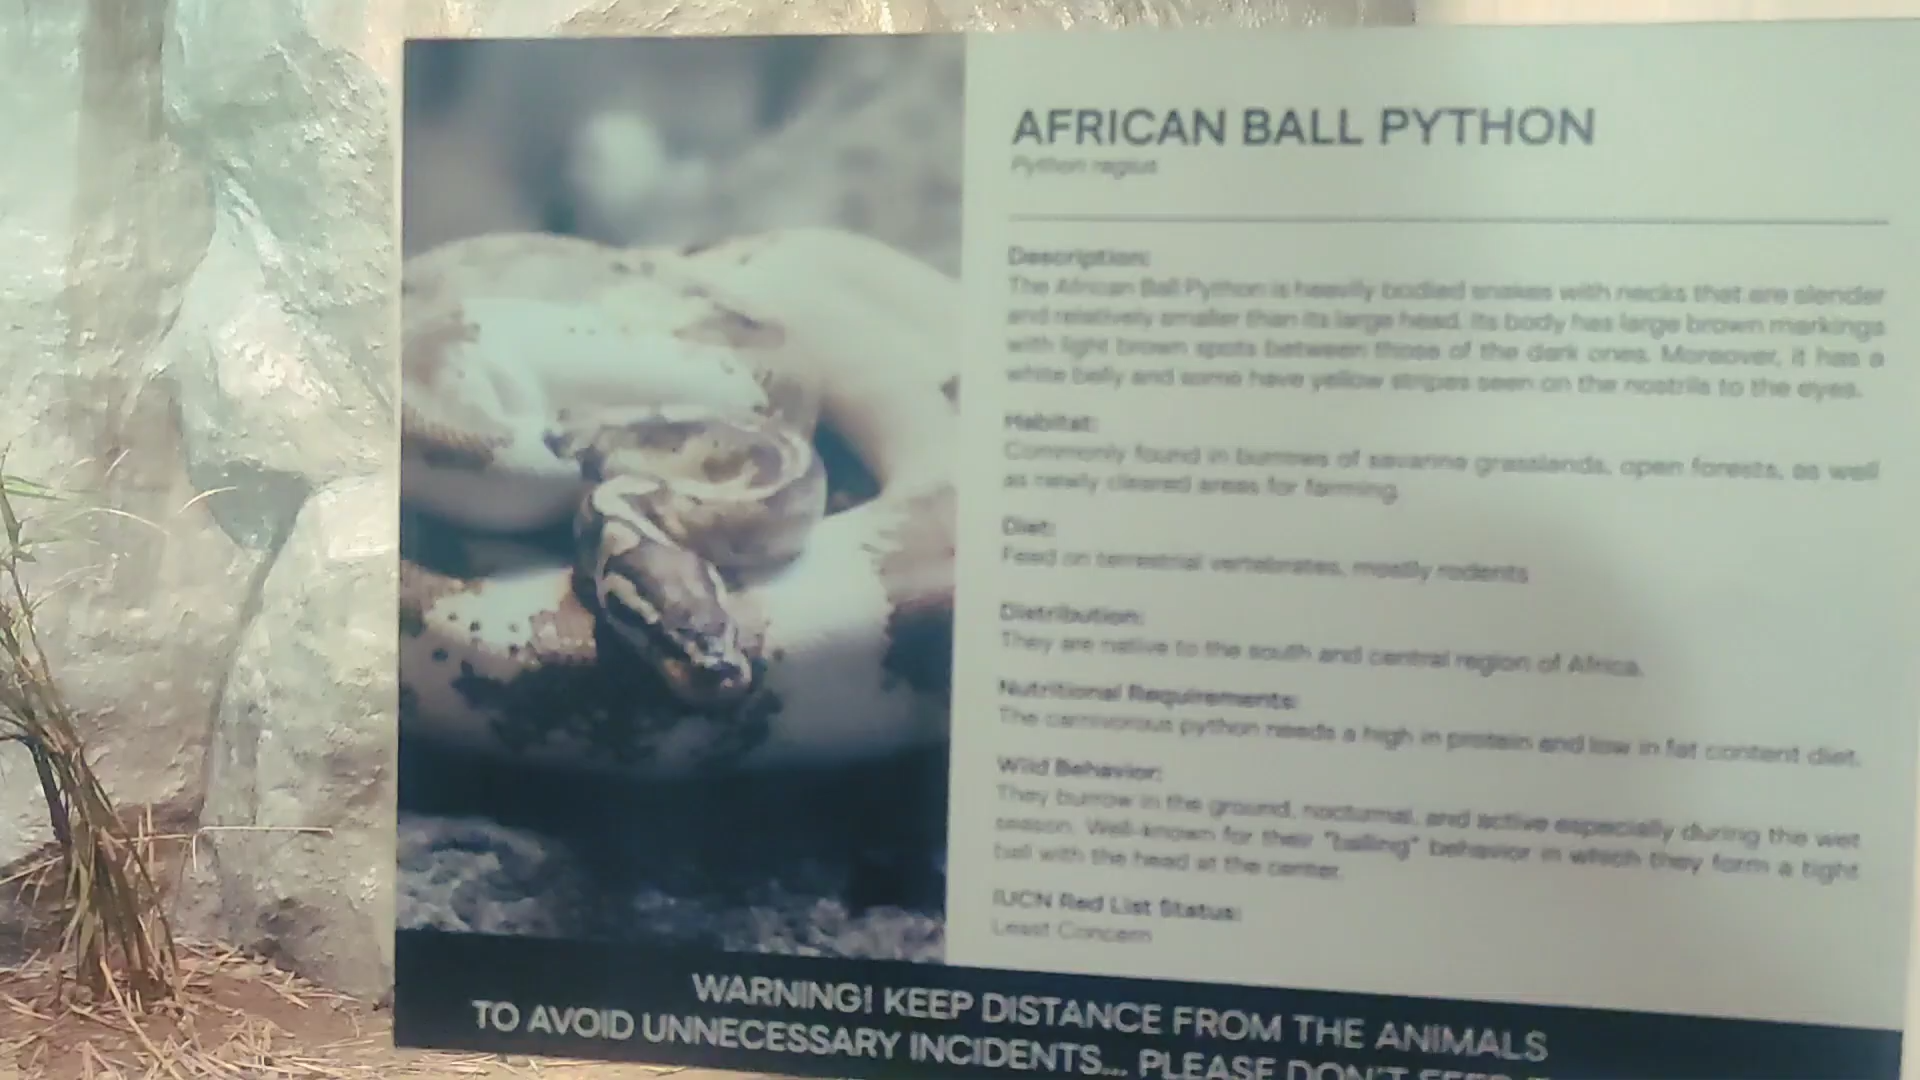 AFRICAN BALL PYTHON
Python regius
Description:
The African Ball Python is heavily bodied snakes with necks that are slender
and relatively smaller than its large head. Its body has large brown markings
with light brown spots between those of the dark ones. Moreover, it has a
white belly and some have yellow stripes seen on the nostrils to the eyes.
Habitat:
Commonly found in burrows of savanna grasslands, open forests, as well
as newly cleared areas for farming.
Diet:
Feed on terrestrial vertebrates, mostly rodents
Distribution:
They are native to the south and central region of Africa.
Nutritional Requirements:
The carnivorous python needs a high in protein and low in fat content diet.
Wild Behavior:
They burrow in the ground, nocturnal, and active especially during the wet
season. Well-known for their "balling" behavior in which they form a tight
ball with the head at the center.
IUCN Red List Status:
Least Concern
WARNING! KEEP DISTANCE FROM THE ANIMALS
TO AVOID UNNECESSARY INCIDENTS... PLEASE DON'T FEED